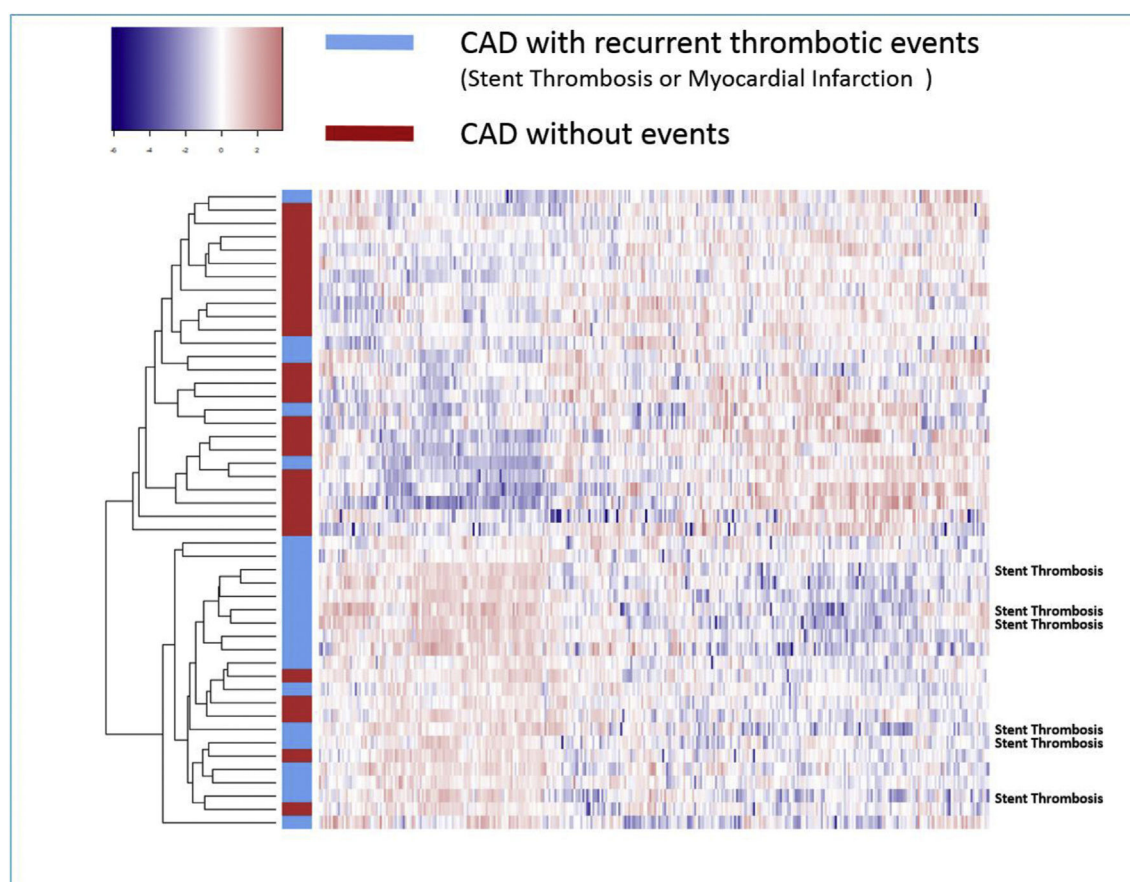 CAD with recurrent thrombotic events
(Stent Thrombosis or Myocardial Infarction )
CAD without events
-6 -4 -2 0 2
Stent Thrombosis
Stent Thrombosis
Stent Thrombosis
Stent Thrombosis
Stent Thrombosis
Stent Thrombosis